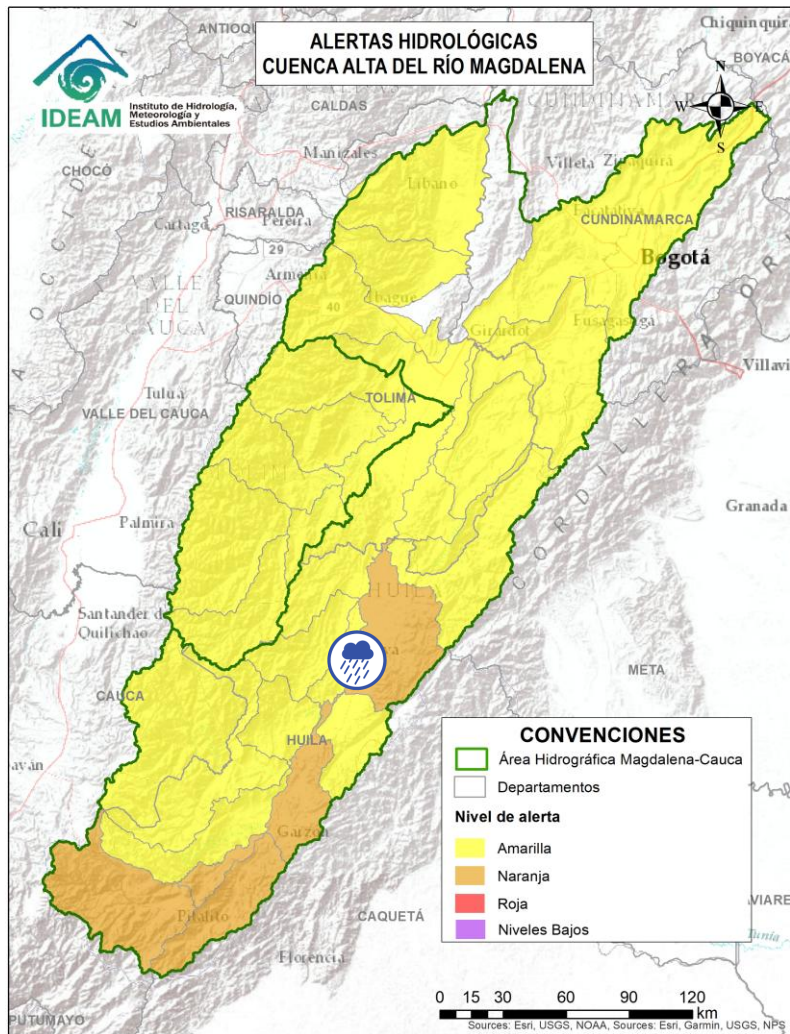 ALERTAS HIDROLÓGICAS
CUENCA ALTA DEL RÍO MAGDALENA
IDEAM
Instituto de Hidrología,
Meteorología y
Estudios Ambientales
Chiquinquirá
BOYACÁ
N
W
E
S
CALDAS
Manizales
CHOCÓ
Líbano
Villeta
Zipaquirá
RISARALDA
Pereira
Cartago
CUNDINAMARCA
29
Bogotá
Armenia
QUINDÍO
40
Ibagué
Girardot
Fusagasugá
Villavi
Tuluá
VALLE DEL CAUCA
TOLIMA
Granada
Cali
Palmira
HUILA
Santander de
Quilichao
META
CAUCA
HUILA
Garzón
Pitalito
CAQUETÁ
Florencia
PUTUMAYO
CORDILLERA
CONVENCIONES
Área Hidrográfica Magdalena-Cauca
Departamentos
Nivel de alerta
Amarilla
Naranja
Roja
Niveles Bajos
VIARE
Tunía
0 15 30 60 90 120
km
Sources: Esri, USGS, NOAA, Sources: Esri, Garmin, USGS, NPS